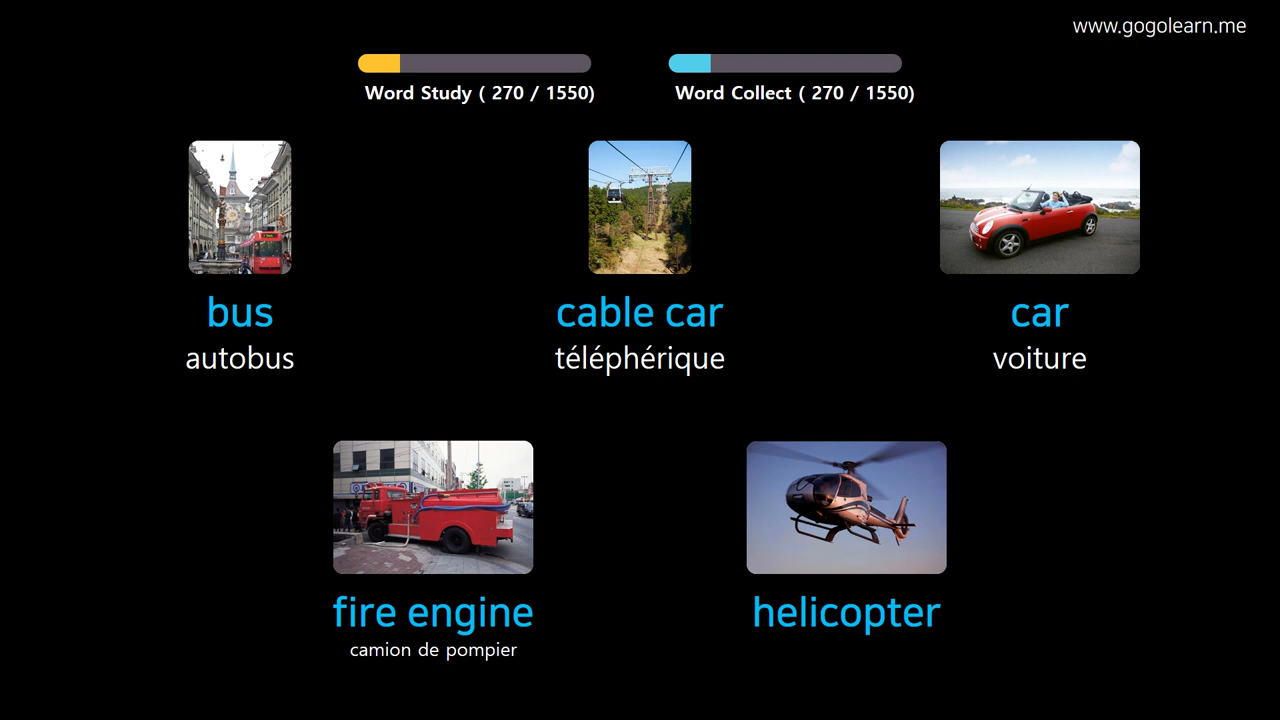 www.gogolearn.me
Word Study ( 270 / 1550)
Word Collect ( 270 / 1550)
bus
autobus
cable car
téléphérique
car
voiture
fire engine
camion de pompier
helicopter